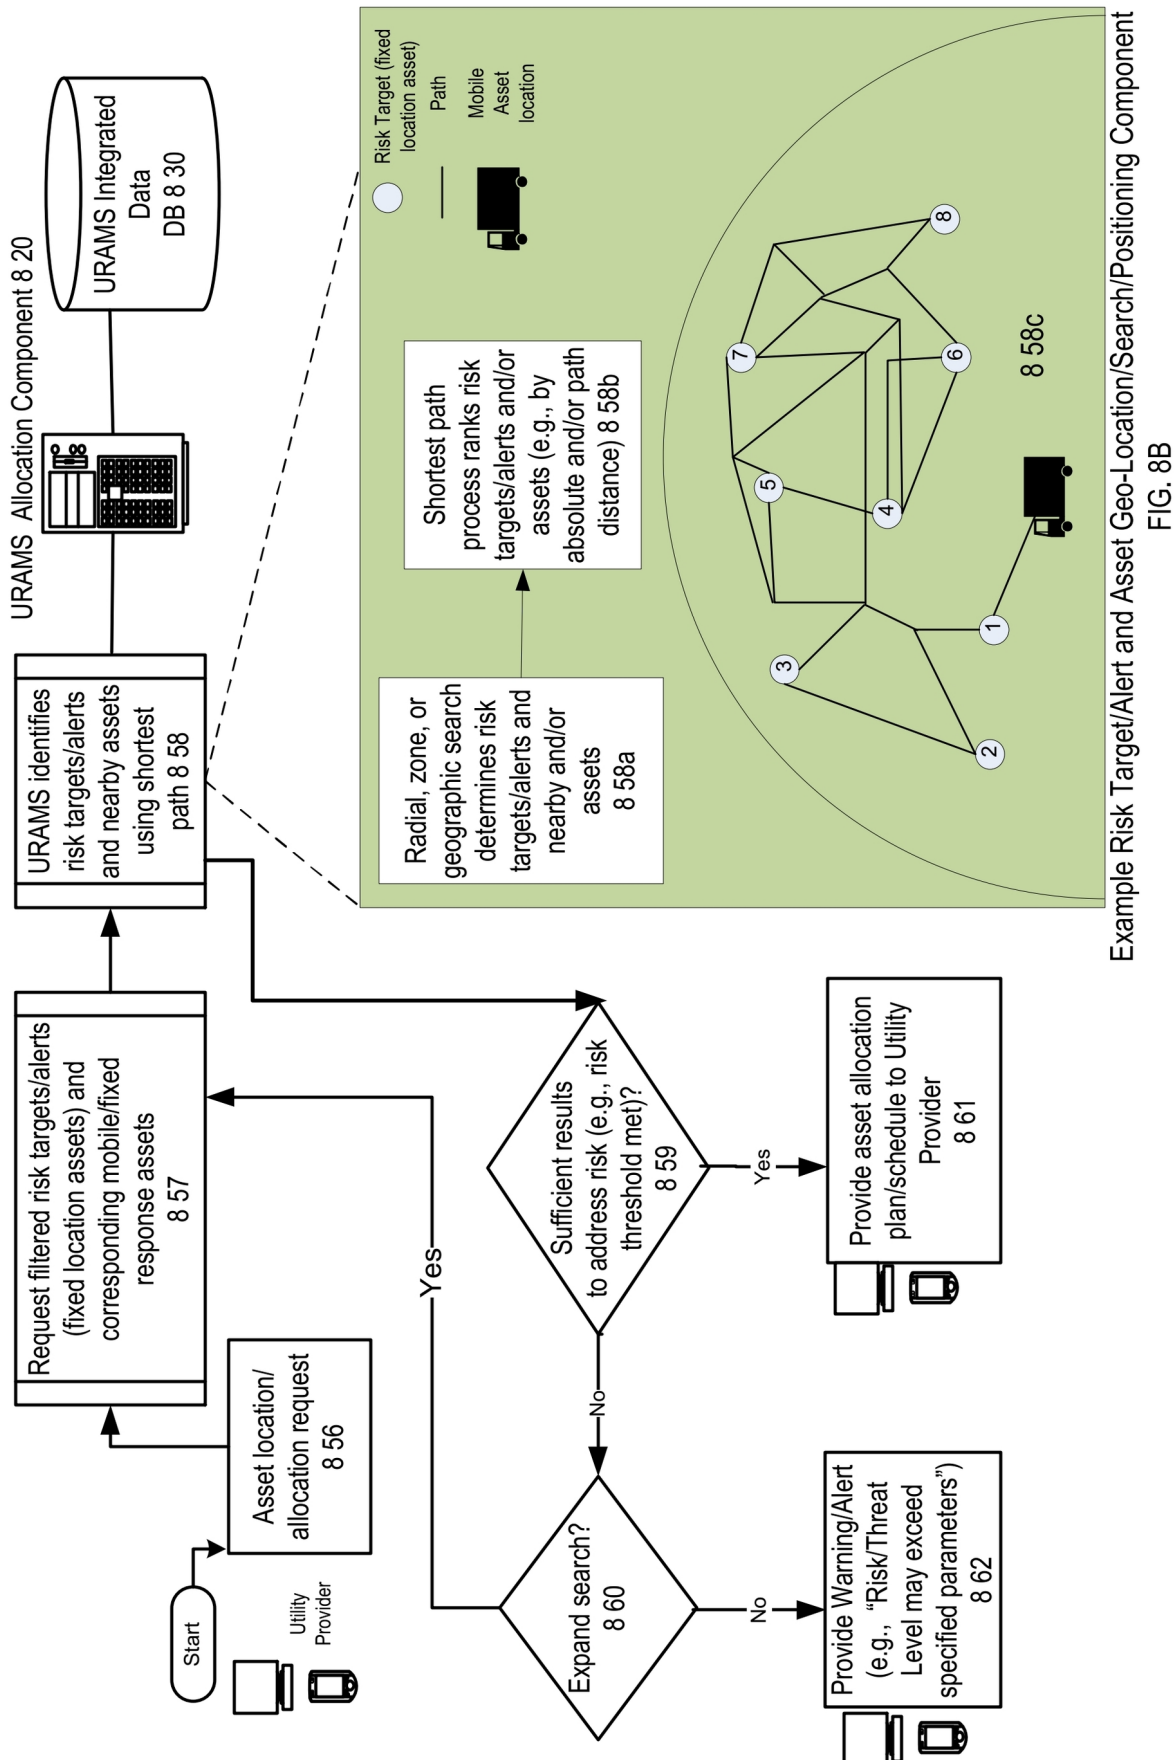 URAMS Allocation Component 8 20
URAMS Integrated
Data
DB 8 30
Start
Utility
Provider
Asset location/
allocation request
8 56
Request filtered risk targets/alerts
(fixed location assets) and
corresponding mobile/fixed
response assets
8 57
URAMS identifies
risk targets/alerts
and nearby assets
using shortest
path 8 58
Sufficient results
to address risk (e.g., risk
threshold met)?
8 59
Yes
No
Expand search?
8 60
Yes
No
Provide Warning/Alert
(e.g., “Risk/Threat
Level may exceed
specified parameters”)
8 62
Provide asset allocation
plan/schedule to Utility
Provider
8 61
Radial, zone, or
geographic search
determines risk
targets/alerts and
nearby and/or
assets
8 58a
Shortest path
process ranks risk
targets/alerts and/or
assets (e.g., by
absolute and/or path
distance) 8 58b
Risk Target (fixed
location asset)
Path
Mobile
Asset
location
1
2
3
4
5
6
7
8
8 58c
Example Risk Target/Alert and Asset Geo-Location/Search/Positioning Component
FIG. 8B